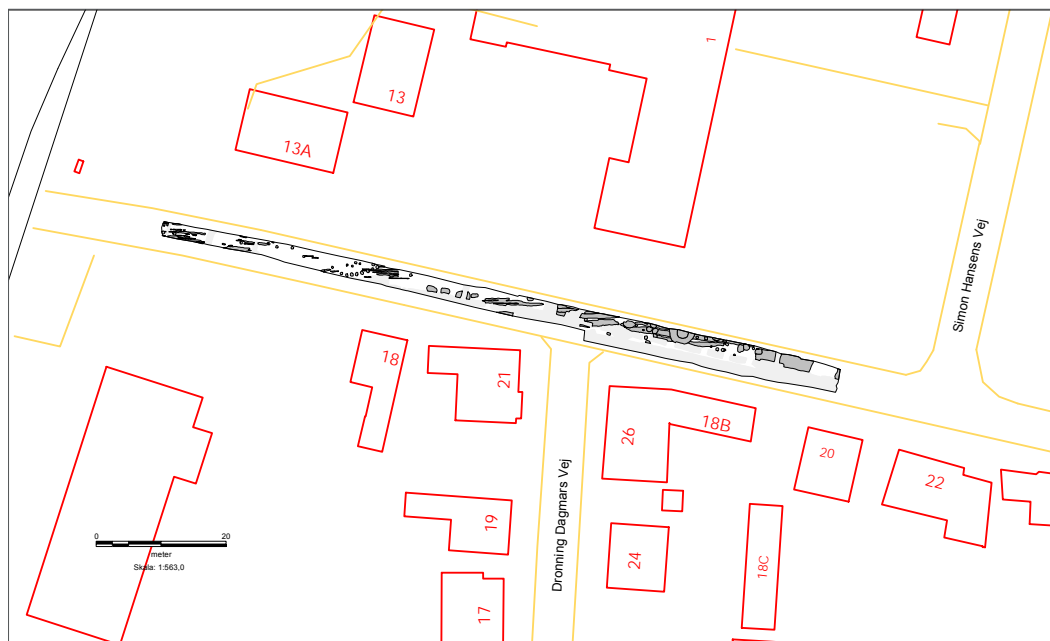 1
13
13A
Simon Hansens Vej
18
21
18B
26
20
22
19
Dronning Dagmars Vej
0 20
meter
Skala: 1:563,0
24
18C
17